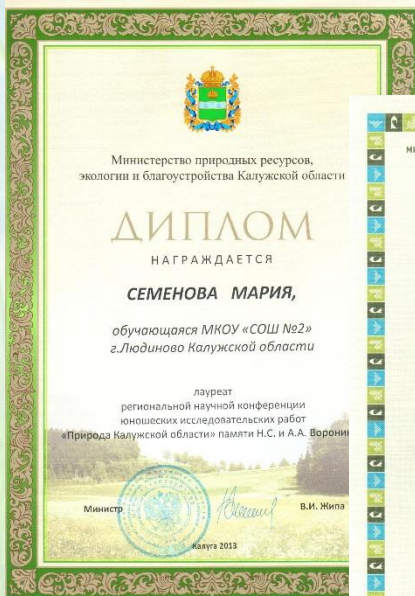 Министерство природных ресурсов,
экологии и благоустройства Калужской области
ДИПЛОМ
НАГРАЖДАЕТСЯ
СЕМЕНОВА МАРИЯ,
обучающаяся МКОУ «СОШ №2»
г.Людиново Калужской области
лауреат
региональной научной конференции
юношеских исследовательских работ
«Природа Калужской области» памяти Н.С. и А.А. Воронин
Министр
В.И. Жипа
Калуга 2013